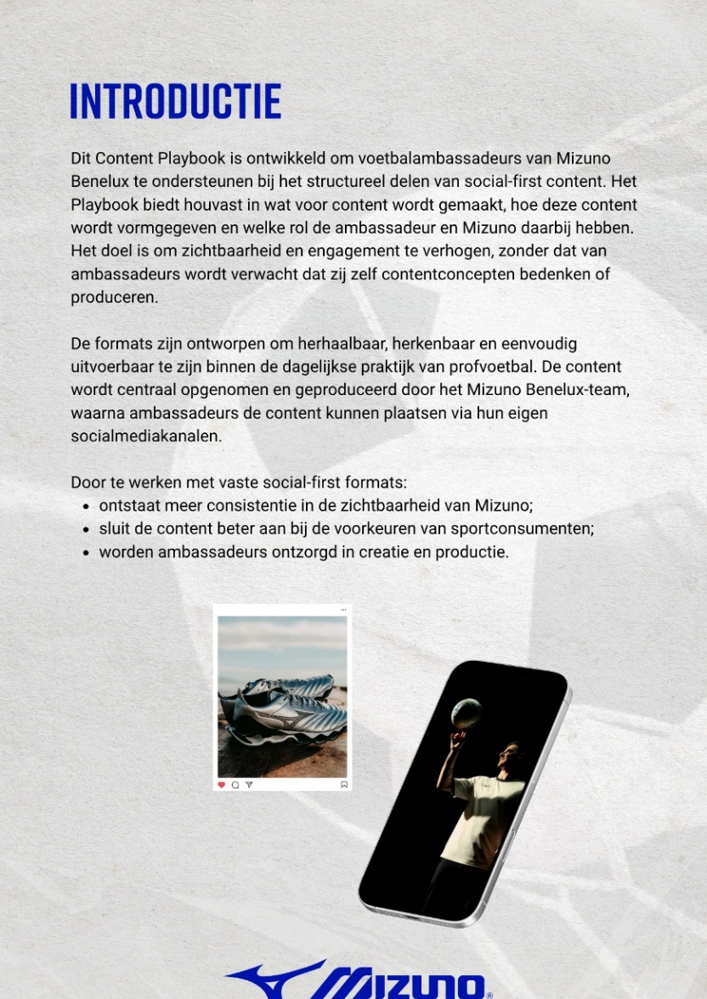 INTRODUCTIE
Dit Content Playbook is ontwikkeld om voetbalambassadeurs van Mizuno
Benelux te ondersteunen bij het structureel delen van social-first content. Het
Playbook biedt houvast in wat voor content wordt gemaakt, hoe deze content
wordt vormgegeven en welke rol de ambassadeur en Mizuno daarbij hebben.
Het doel is om zichtbaarheid en engagement te verhogen, zonder dat van
ambassadeurs wordt verwacht dat zij zelf contentconcepten bedenken of
produceren.
De formats zijn ontworpen om herhaalbaar, herkenbaar en eenvoudig
uitvoerbaar te zijn binnen de dagelijkse praktijk van profvoetbal. De content
wordt centraal opgenomen en geproduceerd door het Mizuno Benelux-team,
waarna ambassadeurs de content kunnen plaatsen via hun eigen
socialmediakanalen.
Door te werken met vaste social-first formats:
• ontstaat meer consistentie in de zichtbaarheid van Mizuno;
• sluit de content beter aan bij de voorkeuren van sportconsumenten;
• worden ambassadeurs ontzorgd in creatie en productie.
MIZUNO®